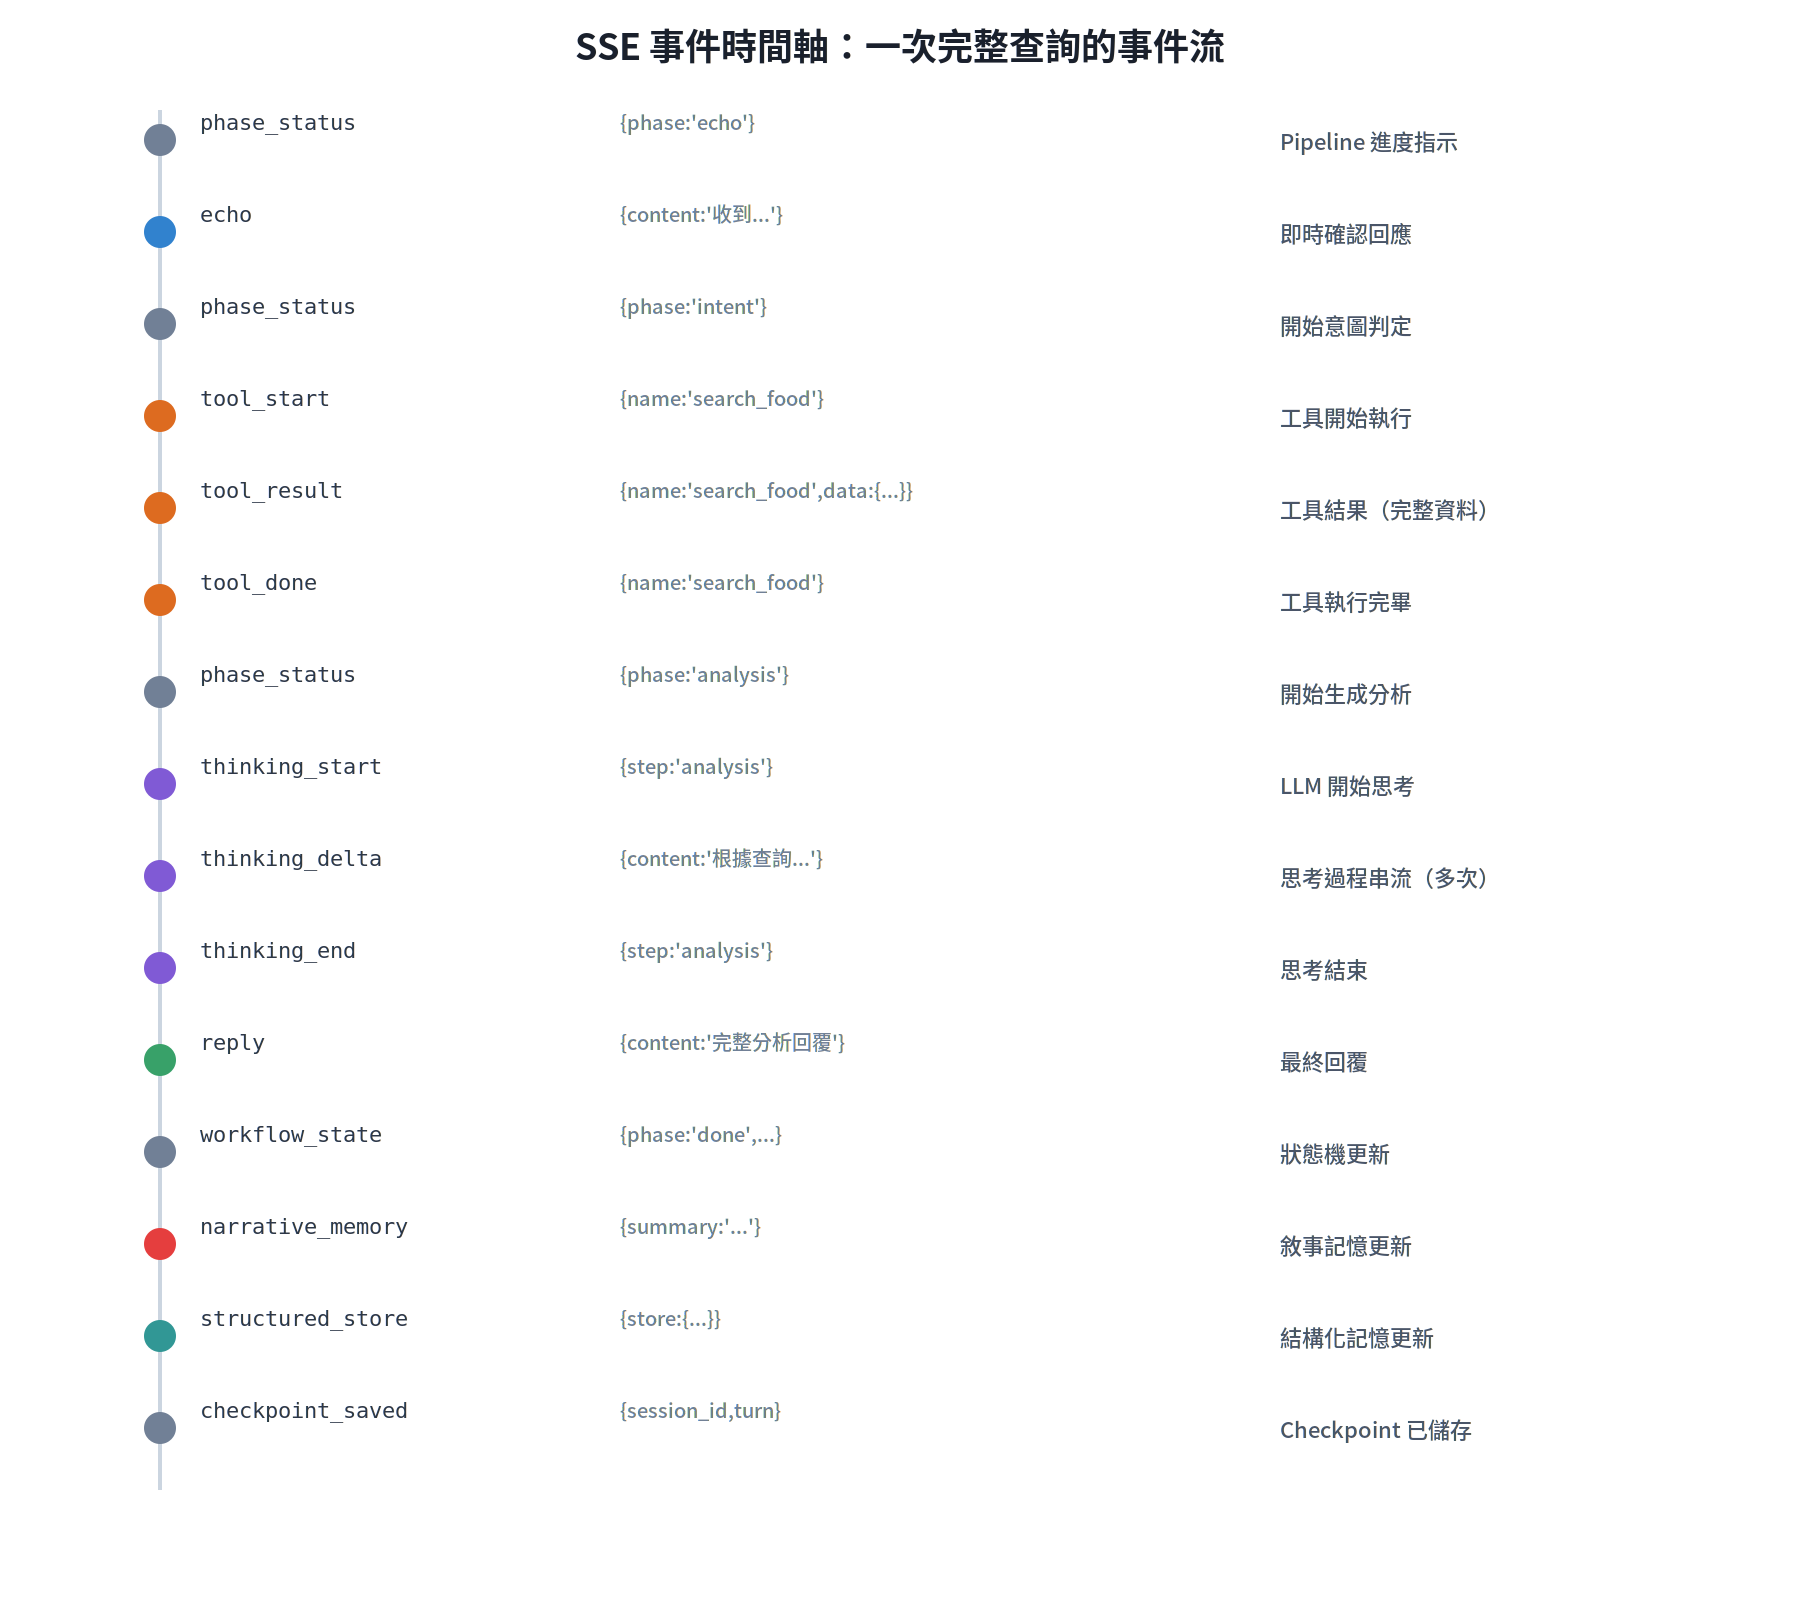 SSE 事件時間軸：一次完整查詢的事件流
phase_status {phase:'echo'} Pipeline 進度指示
echo {content:'收到...'} 即時確認回應
phase_status {phase:'intent'} 開始意圖判定
tool_start {name:'search_food'} 工具開始執行
tool_result {name:'search_food',data:{...}} 工具結果（完整資料）
tool_done {name:'search_food'} 工具執行完畢
phase_status {phase:'analysis'} 開始生成分析
thinking_start {step:'analysis'} LLM 開始思考
thinking_delta {content:'根據查詢...'} 思考過程串流（多次）
thinking_end {step:'analysis'} 思考結束
reply {content:'完整分析回覆'} 最終回覆
workflow_state {phase:'done',...} 狀態機更新
narrative_memory {summary:'...'} 敘事記憶更新
structured_store {store:{...}} 結構化記憶更新
checkpoint_saved {session_id,turn} Checkpoint 已儲存